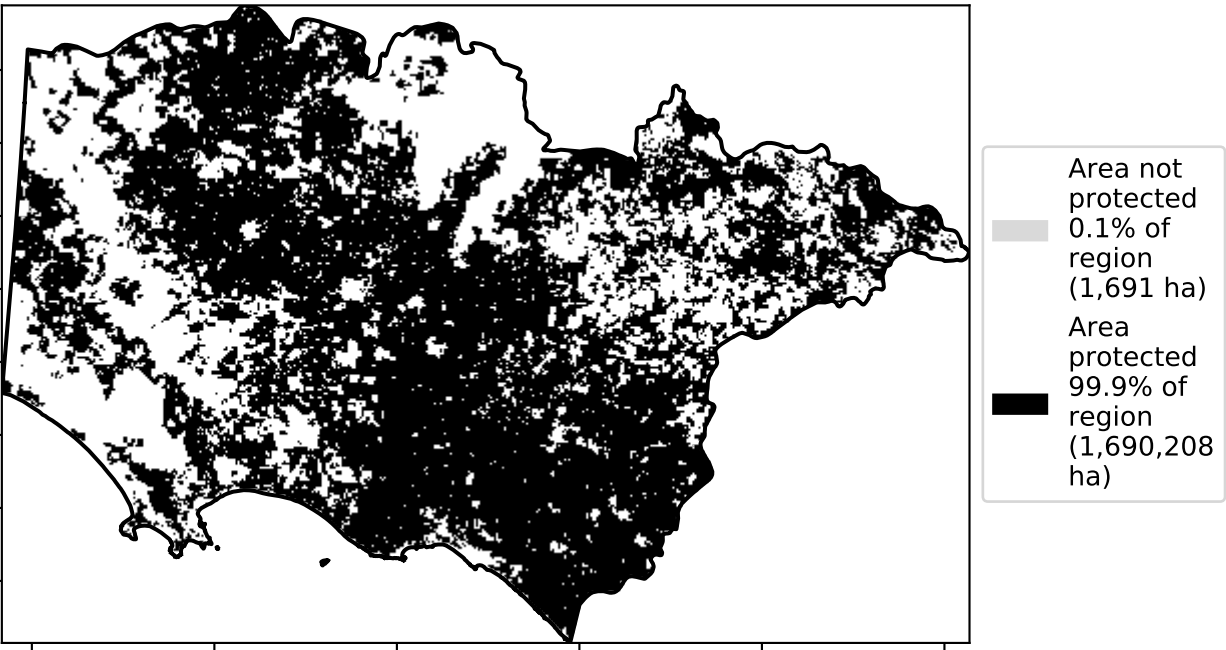 Area not
protected
0.1% of
region
(1,691 ha)
Area
protected
99.9% of
region
(1,690,208
ha)